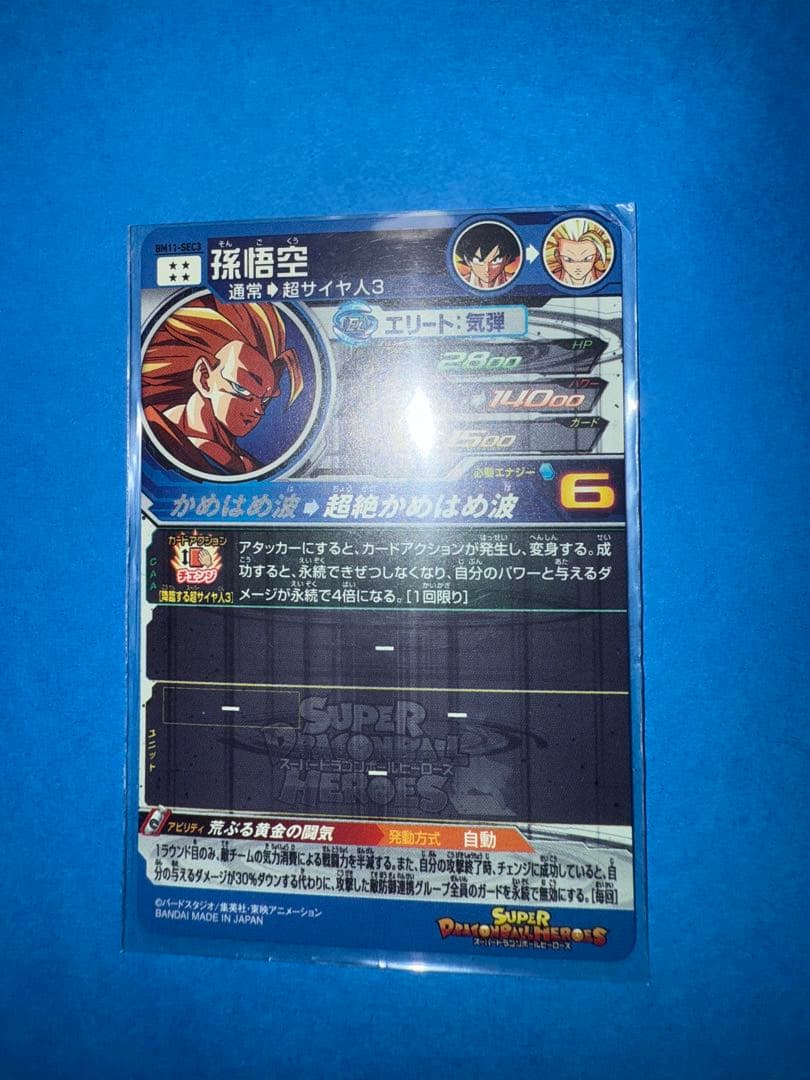 BM11-SEC3
孫悟空
そんごくう
通常➡超サイヤ人3
エリート:気弾
HP
2800
パワー
14000
ガード
500
必要エナジー
6
かめはめ波➡超絶かめはめ波
CAA
カードアクション
チェンジ
[降臨する超サイヤ人3]
アタッカーにすると、カードアクションが発生し、変身する。成
功すると、永続できぜつしなくなり、自分のパワーと与えるダ
メージが永続で4倍になる。[1回限り]
ー
ユニット
ー
ー
ー
SUPER
DRAGONBALL
スーパードラゴンボールヒーローズ
HEROES
アビリティ 荒ぶる黄金の闘気 発動方式 自動
1ラウンド目のみ、敵チームの気力消費による戦闘力を半減する。また、自分の攻撃終了時、チェンジに成功していると、自
分の与えるダメージが30%ダウンする代わりに、攻撃した敵防御連携グループ全員のガードを永続で無効にする。[毎回]
©バードスタジオ/集英社・東映アニメーション
BANDAI MADE IN JAPAN
SUPER
DRAGONBALL HEROES
スーパードラゴンボールヒーローズ